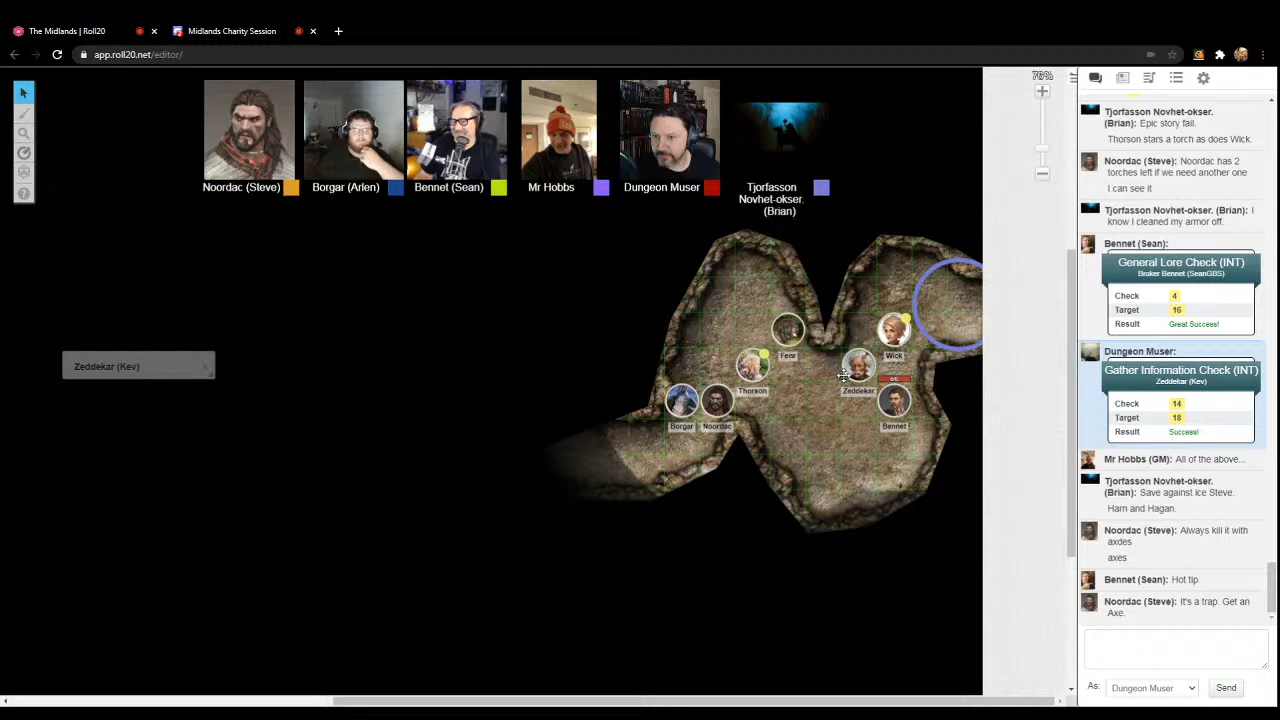 The Midlands | Roll20
Midlands Charity Session
app.roll20.net/editor/
76%
Noordac (Steve)
Borgar (Arlen)
Bennet (Sean)
Mr Hobbs
Dungeon Muser
Tjorfasson
Novhet-okser.
(Brian)
Zeddekar (Kev)
Fenr
Wick
Thorson
Zeddekar
Borgar
Noordac
Bennet
Tjorfasson Novhet-okser.
(Brian): Epic story fail.
Thorson stars a torch as does Wick.
Noordac (Steve): Noordac has 2
torches left if we need another one
I can see it
Tjorfasson Novhet-okser. (Brian): I
know I cleaned my armor off.
Bennet (Sean):
General Lore Check (INT)
Broker Bennet (SeanGBS)
Check 4
Target 16
Result Great Success!
Dungeon Muser:
Gather Information Check (INT)
Zeddekar (Kev)
Check 14
Target 18
Result Success!
Mr Hobbs (GM): All of the above...
Tjorfasson Novhet-okser.
(Brian): Save against Ice Steve.
Harn and Hagan.
Noordac (Steve): Always kill it with
axdes
axes
Bennet (Sean): Hot tip
Noordac (Steve): It's a trap. Get an
Axe.
As: Dungeon Muser Send